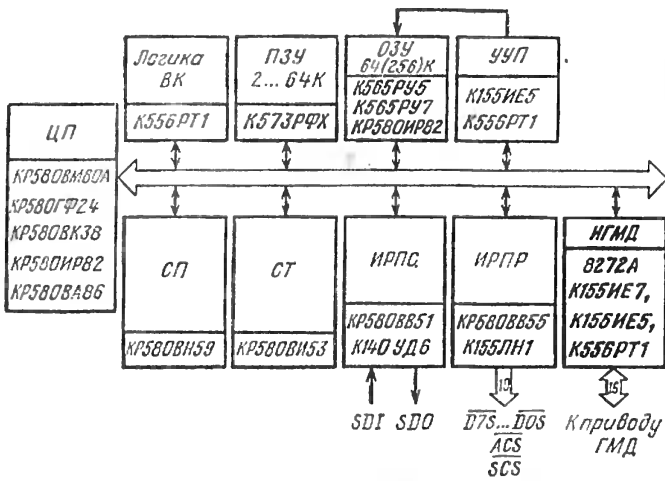 Логика
ВК
К556РТ1
ПЗУ
2...64К
К573РФХ
ОЗУ
64(256)К
К565РУ5
К565РУ7
КР580ИР82
УУП
К155ИЕ5
К556РТ1
ЦП
КР580ВМ80А
КР580ГФ24
КР580ВК38
КР580ИР82
КР580ВА86
СП
КР580ВН59
СТ
КР580ВИ53
ИРПС
КР580ВВ51
К140УД6
SDI SDO
ИРПР
КР580ВВ55
К155ЛН1
10
D7S...D0S
ACS
SCS
ИГМД
8272А
К155ИЕ7,
К155ИЕ5,
К556РТ1
15
К приводу
ГМД